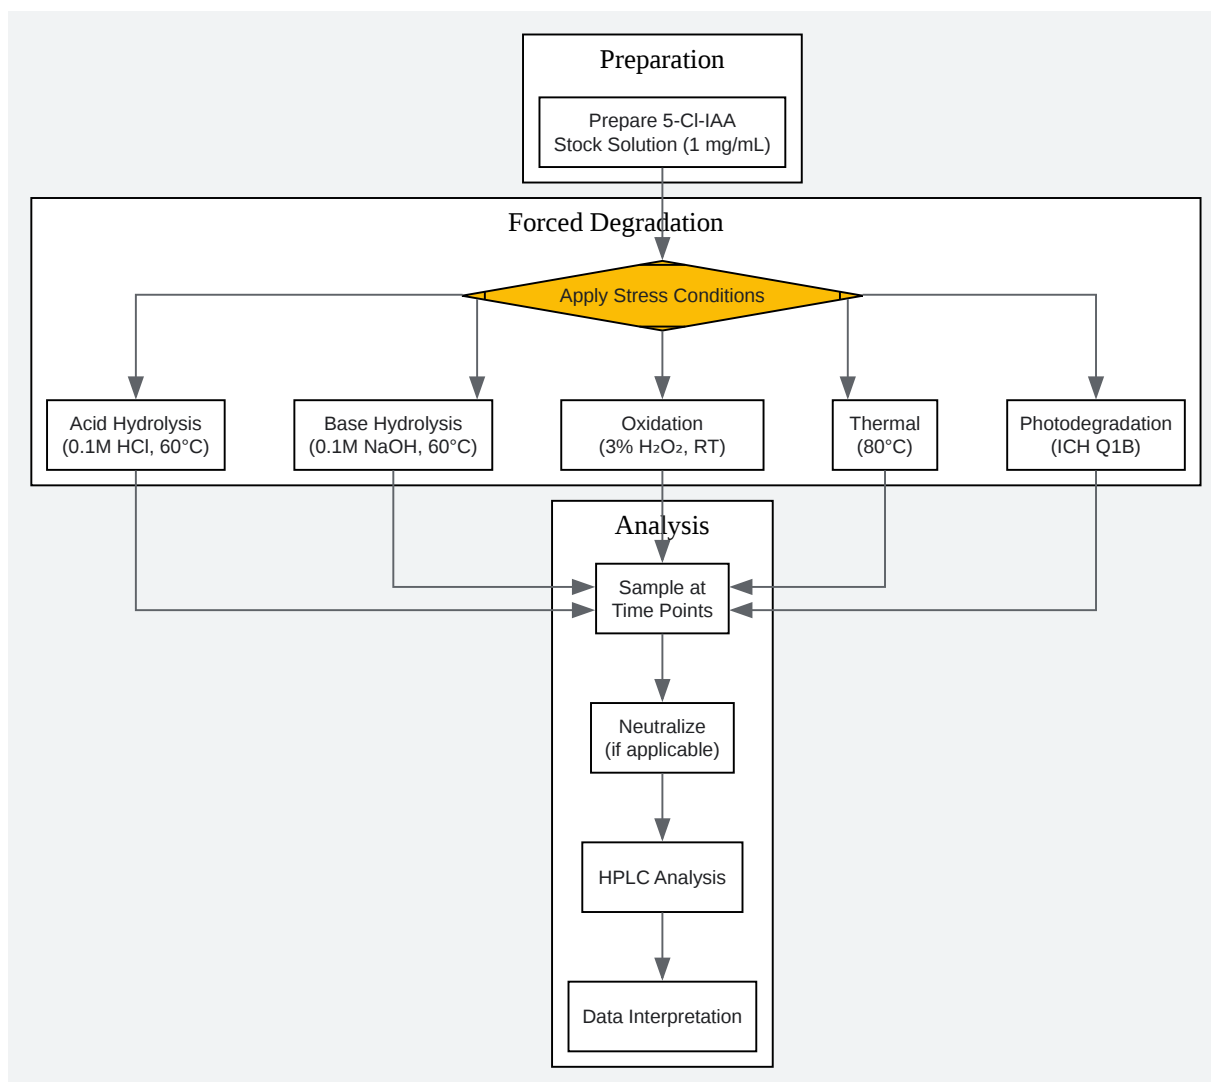 Preparation
Prepare 5-Cl-IAA
Stock Solution (1 mg/mL)
Forced Degradation
Apply Stress Conditions
Acid Hydrolysis
(0.1M HCl, 60°C)
Base Hydrolysis
(0.1M NaOH, 60°C)
Oxidation
(3% H₂O₂, RT)
Thermal
(80°C)
Photodegradation
(ICH Q1B)
Analysis
Sample at
Time Points
Neutralize
(if applicable)
HPLC Analysis
Data Interpretation